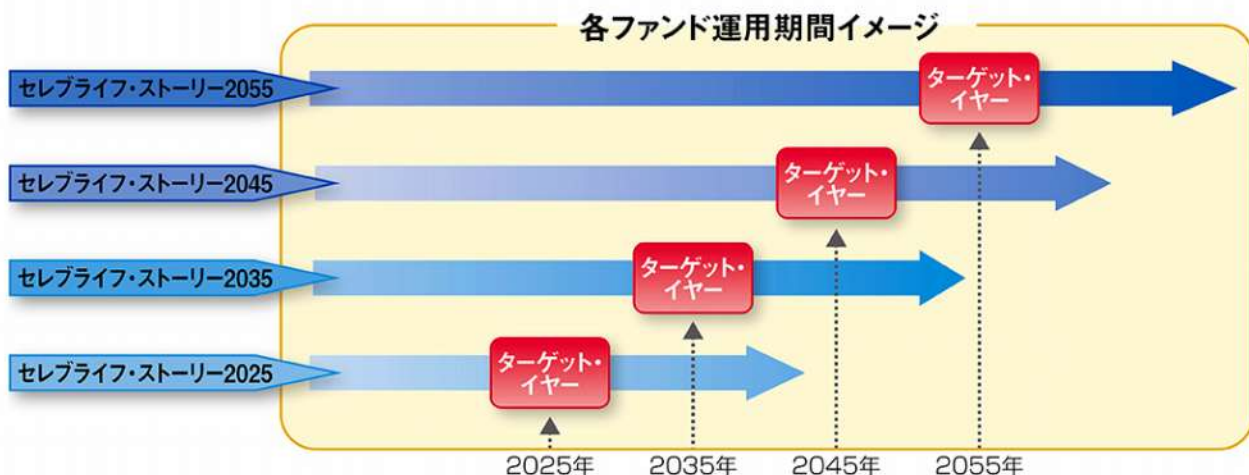 各ファンド運用期間イメージ
セレブライフ・ストーリー2055
ターゲット・
イヤー
セレブライフ・ストーリー2045
ターゲット・
イヤー
セレブライフ・ストーリー2035
ターゲット・
イヤー
セレブライフ・ストーリー2025
ターゲット・
イヤー
2025年 2035年 2045年 2055年